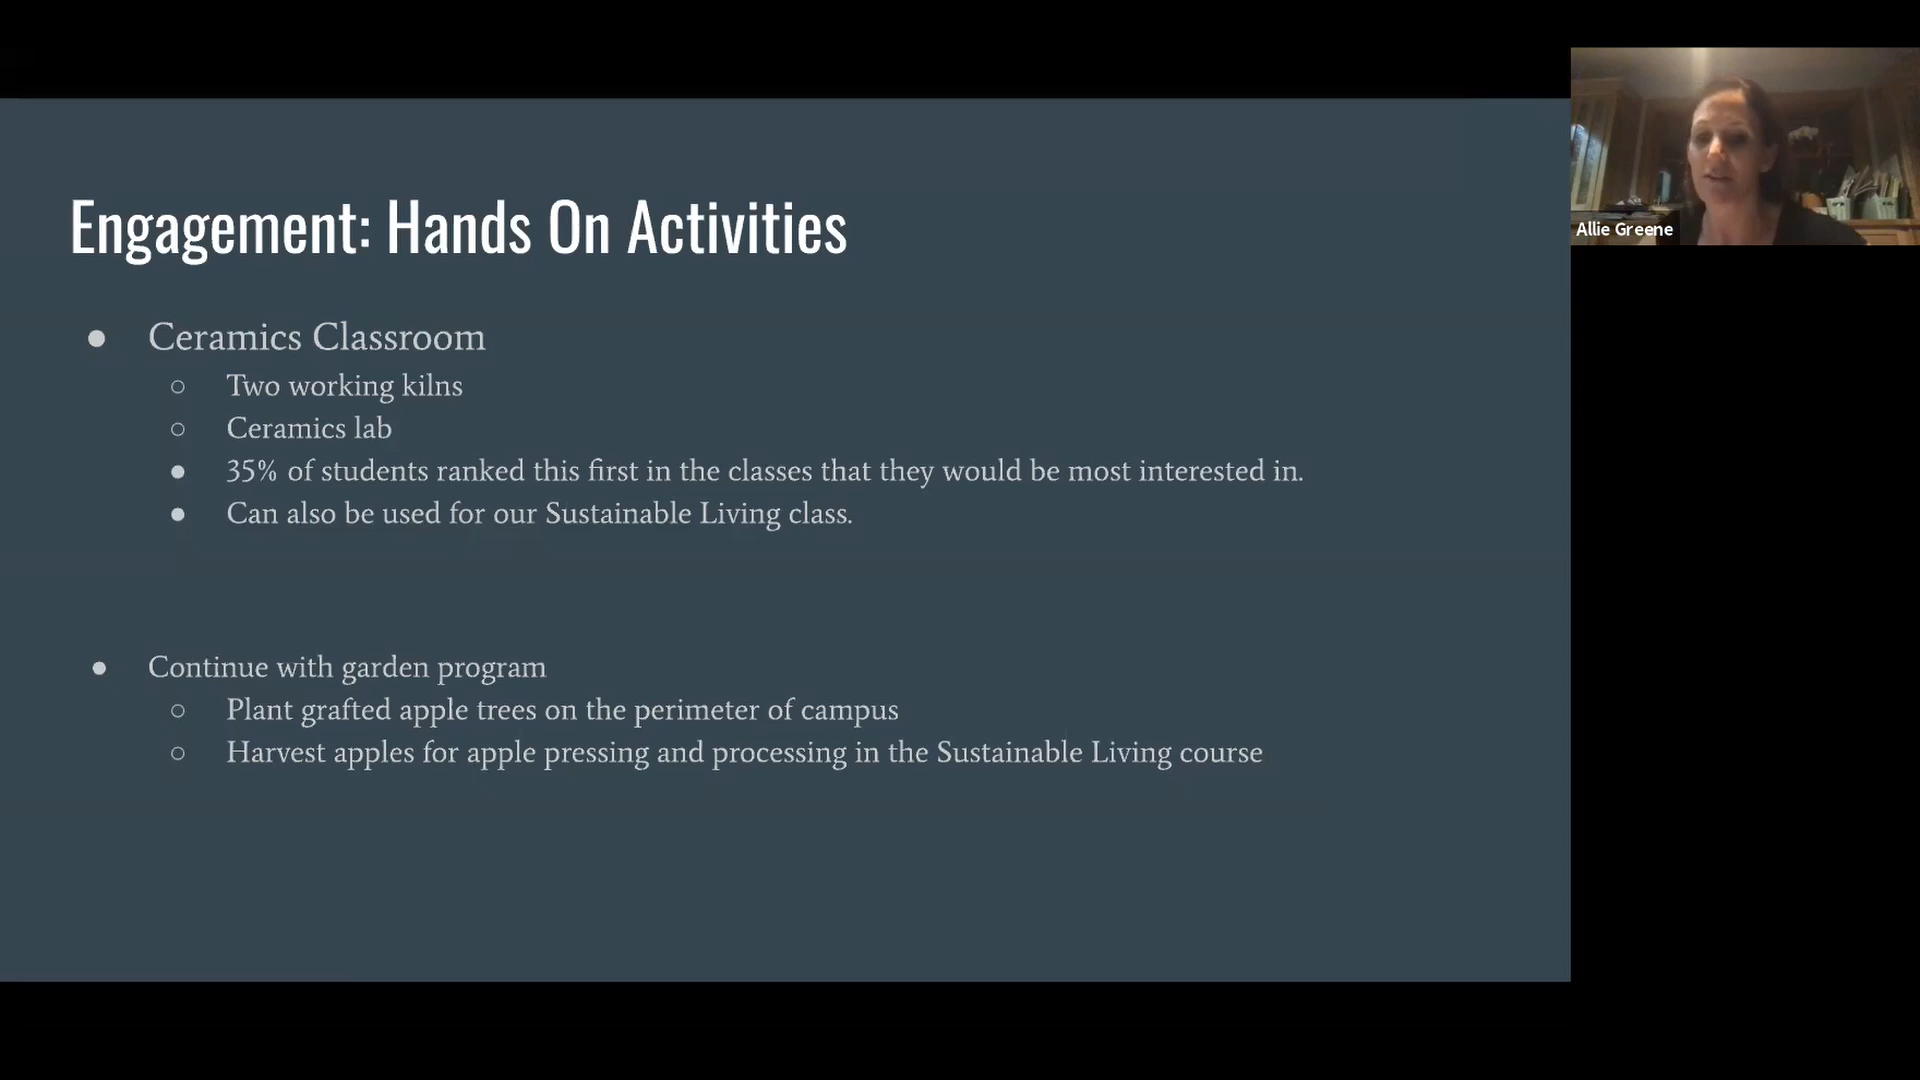 Engagement: Hands On Activities
● Ceramics Classroom
○ Two working kilns
○ Ceramics lab
● 35% of students ranked this first in the classes that they would be most interested in.
● Can also be used for our Sustainable Living class.
● Continue with garden program
○ Plant grafted apple trees on the perimeter of campus
○ Harvest apples for apple pressing and processing in the Sustainable Living course
Allie Greene